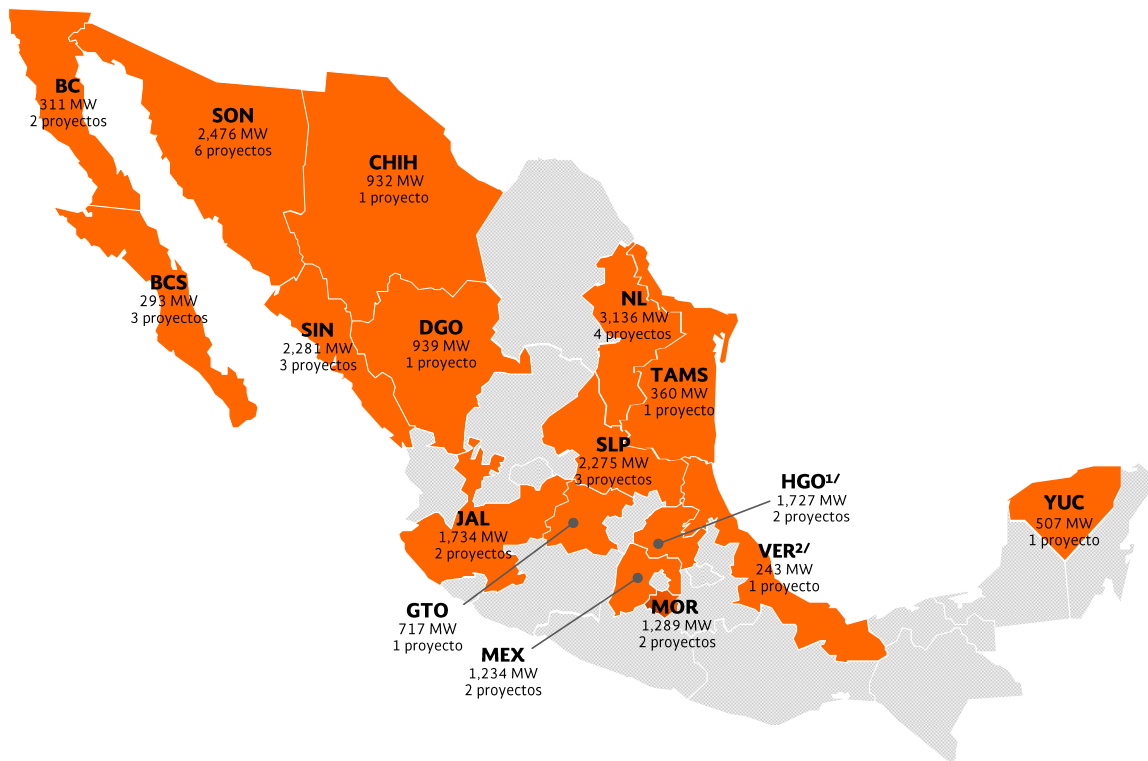 BC
311 MW
2 proyectos
SON
2,476 MW
6 proyectos
CHIH
932 MW
1 proyecto
BCS
293 MW
3 proyectos
SIN
2,281 MW
3 proyectos
DGO
939 MW
1 proyecto
NL
3,136 MW
4 proyectos
TAMS
360 MW
1 proyecto
SLP
2,275 MW
3 proyectos
HGO¹/
1,727 MW
2 proyectos
YUC
507 MW
1 proyecto
JAL
1,734 MW
2 proyectos
VER²/
243 MW
1 proyecto
GTO
717 MW
1 proyecto
MOR
1,289 MW
2 proyectos
MEX
1,234 MW
2 proyectos